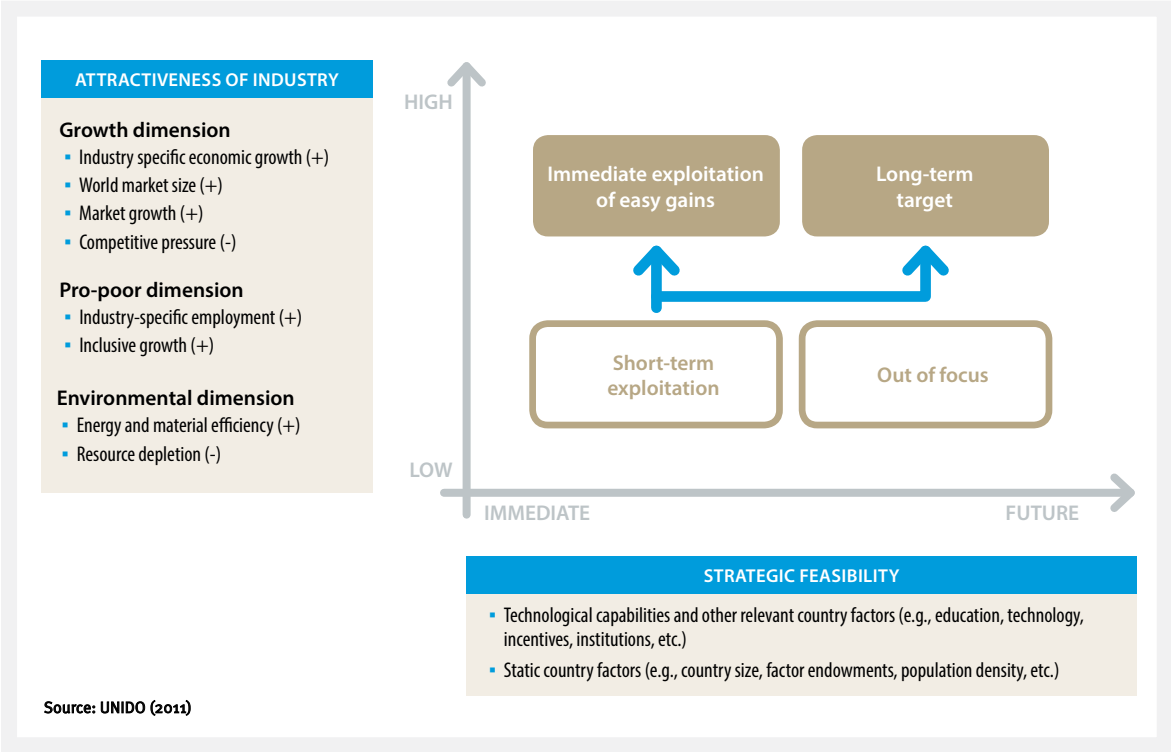 ATTRACTIVENESS OF INDUSTRY
Growth dimension
▪ Industry specific economic growth (+)
▪ World market size (+)
▪ Market growth (+)
▪ Competitive pressure (-)
Pro-poor dimension
▪ Industry-specific employment (+)
▪ Inclusive growth (+)
Environmental dimension
▪ Energy and material efficiency (+)
▪ Resource depletion (-)
HIGH
Immediate exploitation
of easy gains
Long-term
target
Short-term
exploitation
Out of focus
LOW
IMMEDIATE
FUTURE
STRATEGIC FEASIBILITY
▪ Technological capabilities and other relevant country factors (e.g., education, technology,
incentives, institutions, etc.)
▪ Static country factors (e.g., country size, factor endowments, population density, etc.)
Source: UNIDO (2011)